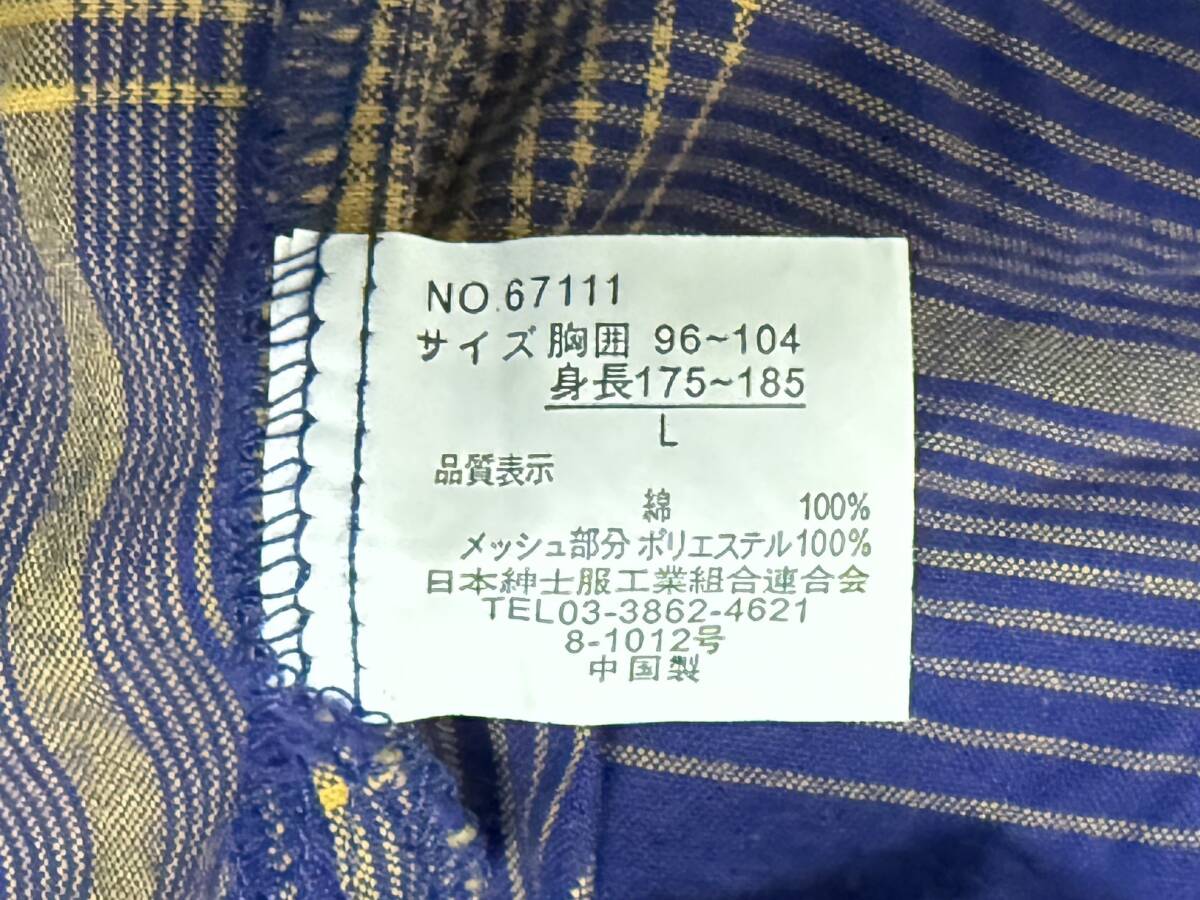 NO.67111
サイズ 胸囲 96~104
身長175~185
L
品質表示
綿 100%
メッシュ部分 ポリエステル100%
日本紳士服工業組合連合会
TEL03-3862-4621
8-1012号
中国製